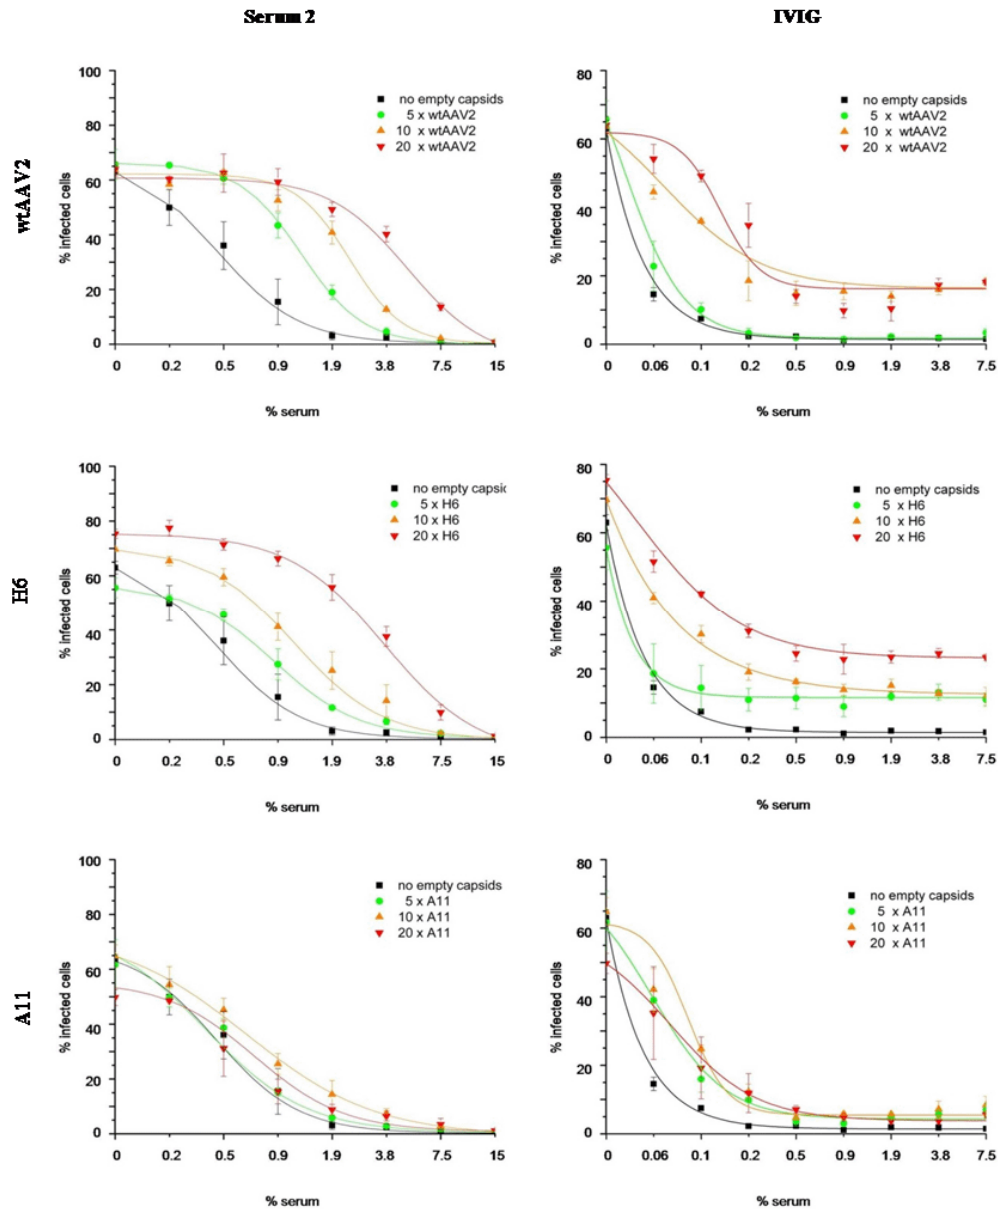 Serum 2
IVIG
wtAAV2
% infected cells
100
80
60
40
20
0
no empty capsids
5 x wtAAV2
10 x wtAAV2
20 x wtAAV2
0 0.2 0.5 0.9 1.9 3.8 7.5 15
% serum
% infected cells
80
60
40
20
0
no empty capsids
5 x wtAAV2
10 x wtAAV2
20 x wtAAV2
0 0.06 0.1 0.2 0.5 0.9 1.9 3.8 7.5
% serum
H6
% infected cells
100
80
60
40
20
0
no empty capsi
5 x H6
10 x H6
20 x H6
0 0.2 0.5 0.9 1.9 3.8 7.5 15
% serum
% infected cells
80
60
40
20
0
no empty capsids
5 x H6
10 x H6
20 x H6
0 0.06 0.1 0.2 0.5 0.9 1.9 3.8 7.5
% serum
A11
% infected cells
100
80
60
40
20
0
no empty capsids
5 x A11
10 x A11
20 x A11
0 0.2 0.5 0.9 1.9 3.8 7.5 15
% serum
% infected cells
80
60
40
20
0
no empty capsids
5 x A11
10 x A11
20 x A11
0 0.06 0.1 0.2 0.5 0.9 1.9 3.8 7.5
% serum